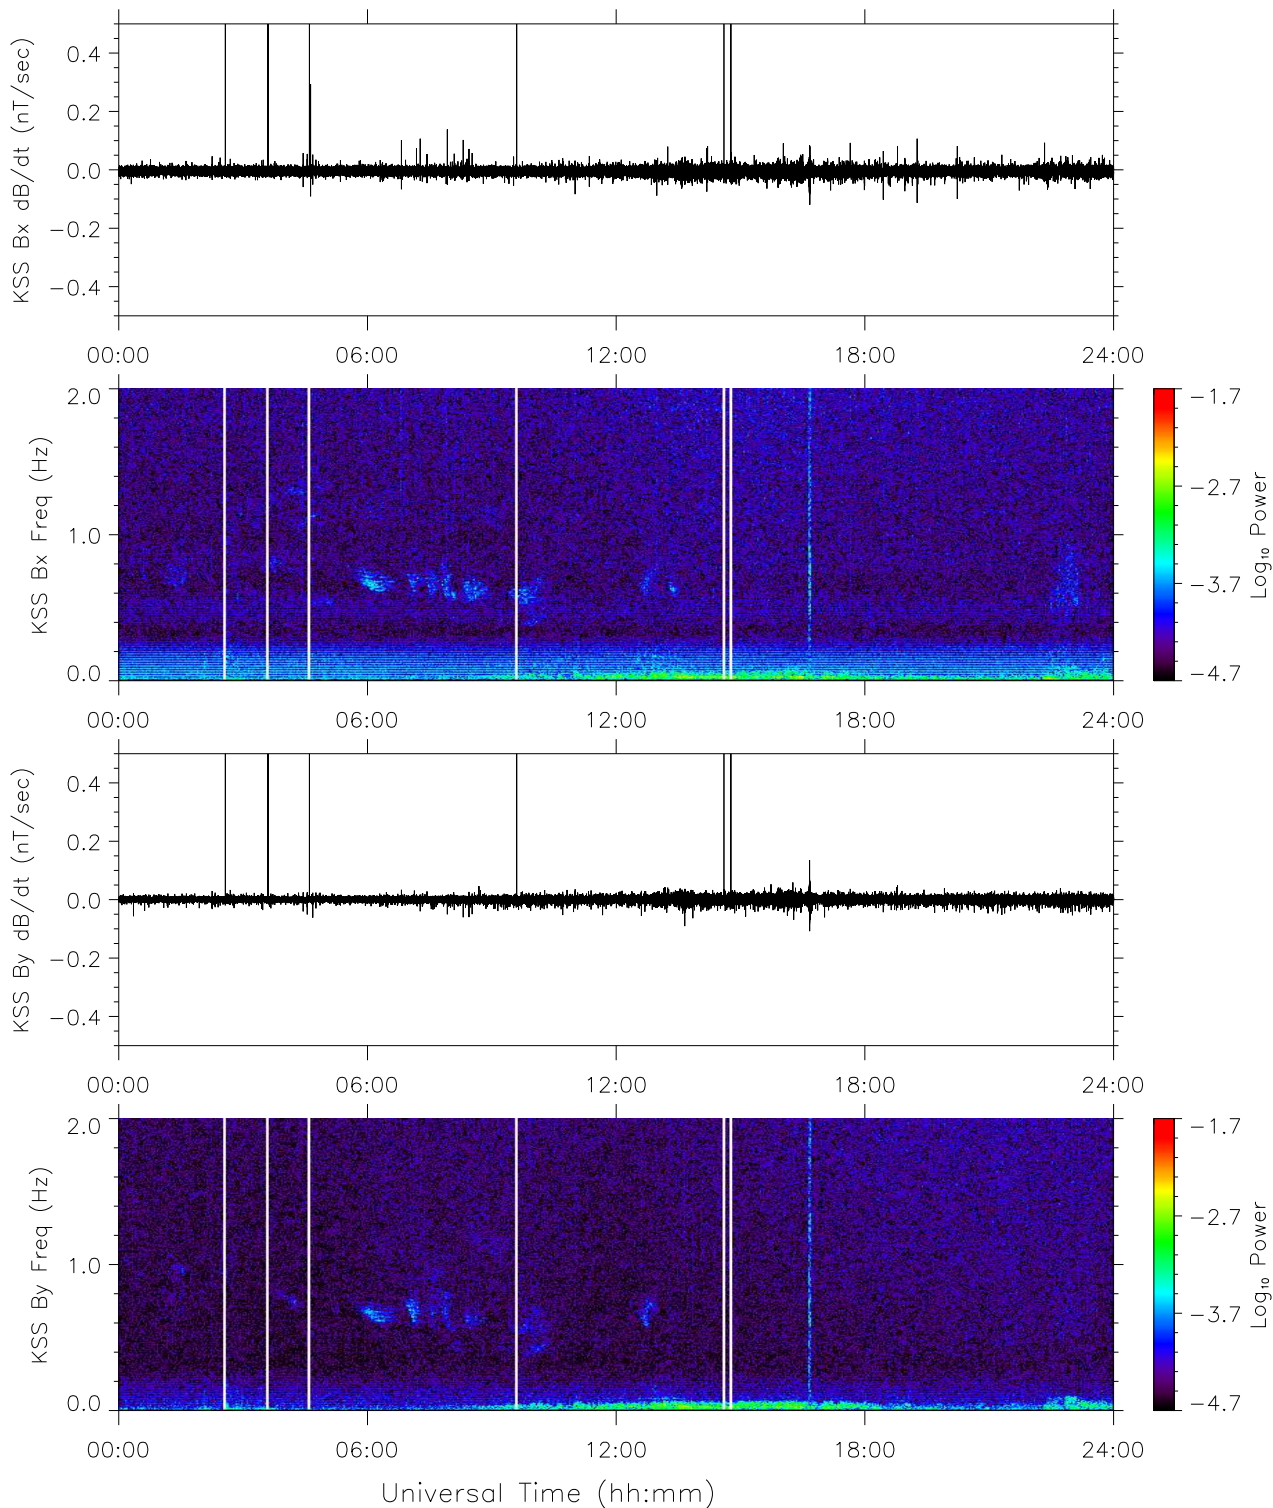 KSS Bx dB/dt (nT/sec)
0.4
0.2
0.0
−0.2
−0.4
00:00 06:00 12:00 18:00 24:00
KSS Bx Freq (Hz)
2.0
1.0
0.0
00:00 06:00 12:00 18:00 24:00
−1.7
−2.7
−3.7
−4.7
Log₁₀ Power
KSS By dB/dt (nT/sec)
0.4
0.2
0.0
−0.2
−0.4
00:00 06:00 12:00 18:00 24:00
KSS By Freq (Hz)
2.0
1.0
0.0
00:00 06:00 12:00 18:00 24:00
−1.7
−2.7
−3.7
−4.7
Log₁₀ Power
Universal Time (hh:mm)